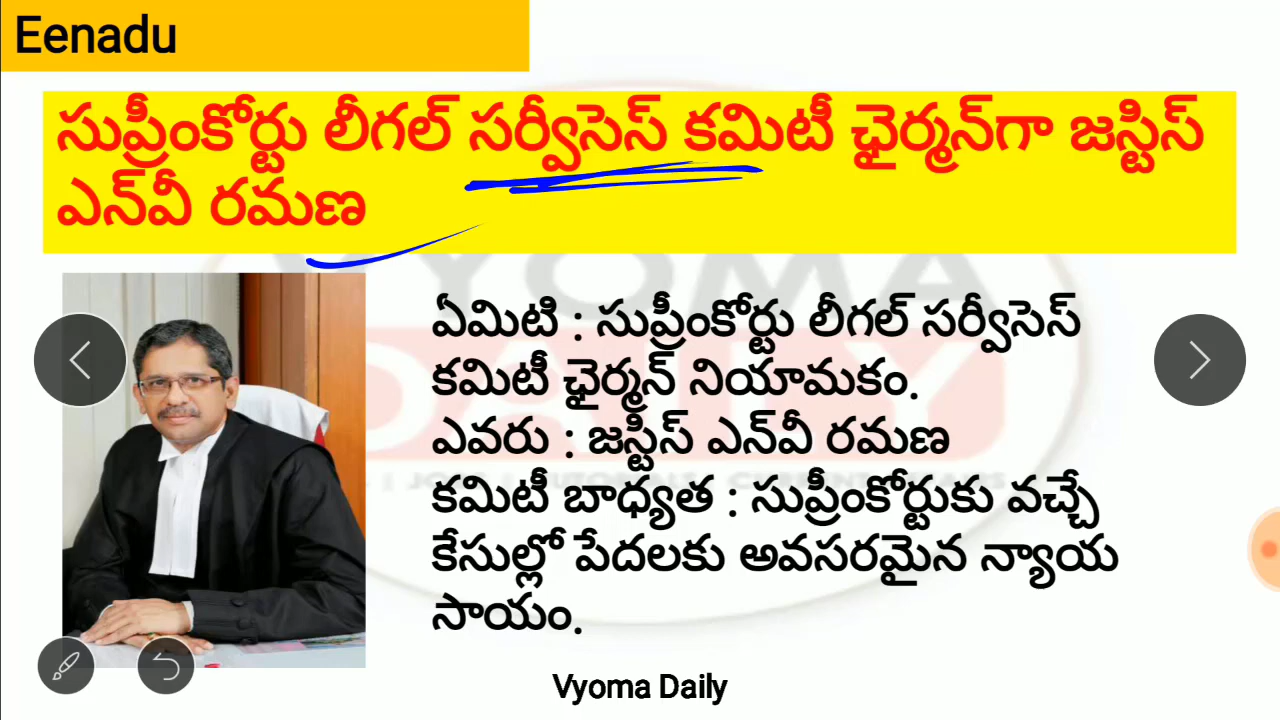 Eenadu
సుప్రీంకోర్టు లీగల్ సర్వీసెస్ కమిటీ ఛైర్మన్‌గా జస్టిస్
ఎన్‌వీ రమణ
ఏమిటి : సుప్రీంకోర్టు లీగల్ సర్వీసెస్
కమిటీ ఛైర్మన్ నియామకం.
ఎవరు : జస్టిస్ ఎన్‌వీ రమణ
కమిటీ బాధ్యత : సుప్రీంకోర్టుకు వచ్చే
కేసుల్లో పేదలకు అవసరమైన న్యాయ
సాయం.
Vyoma Daily